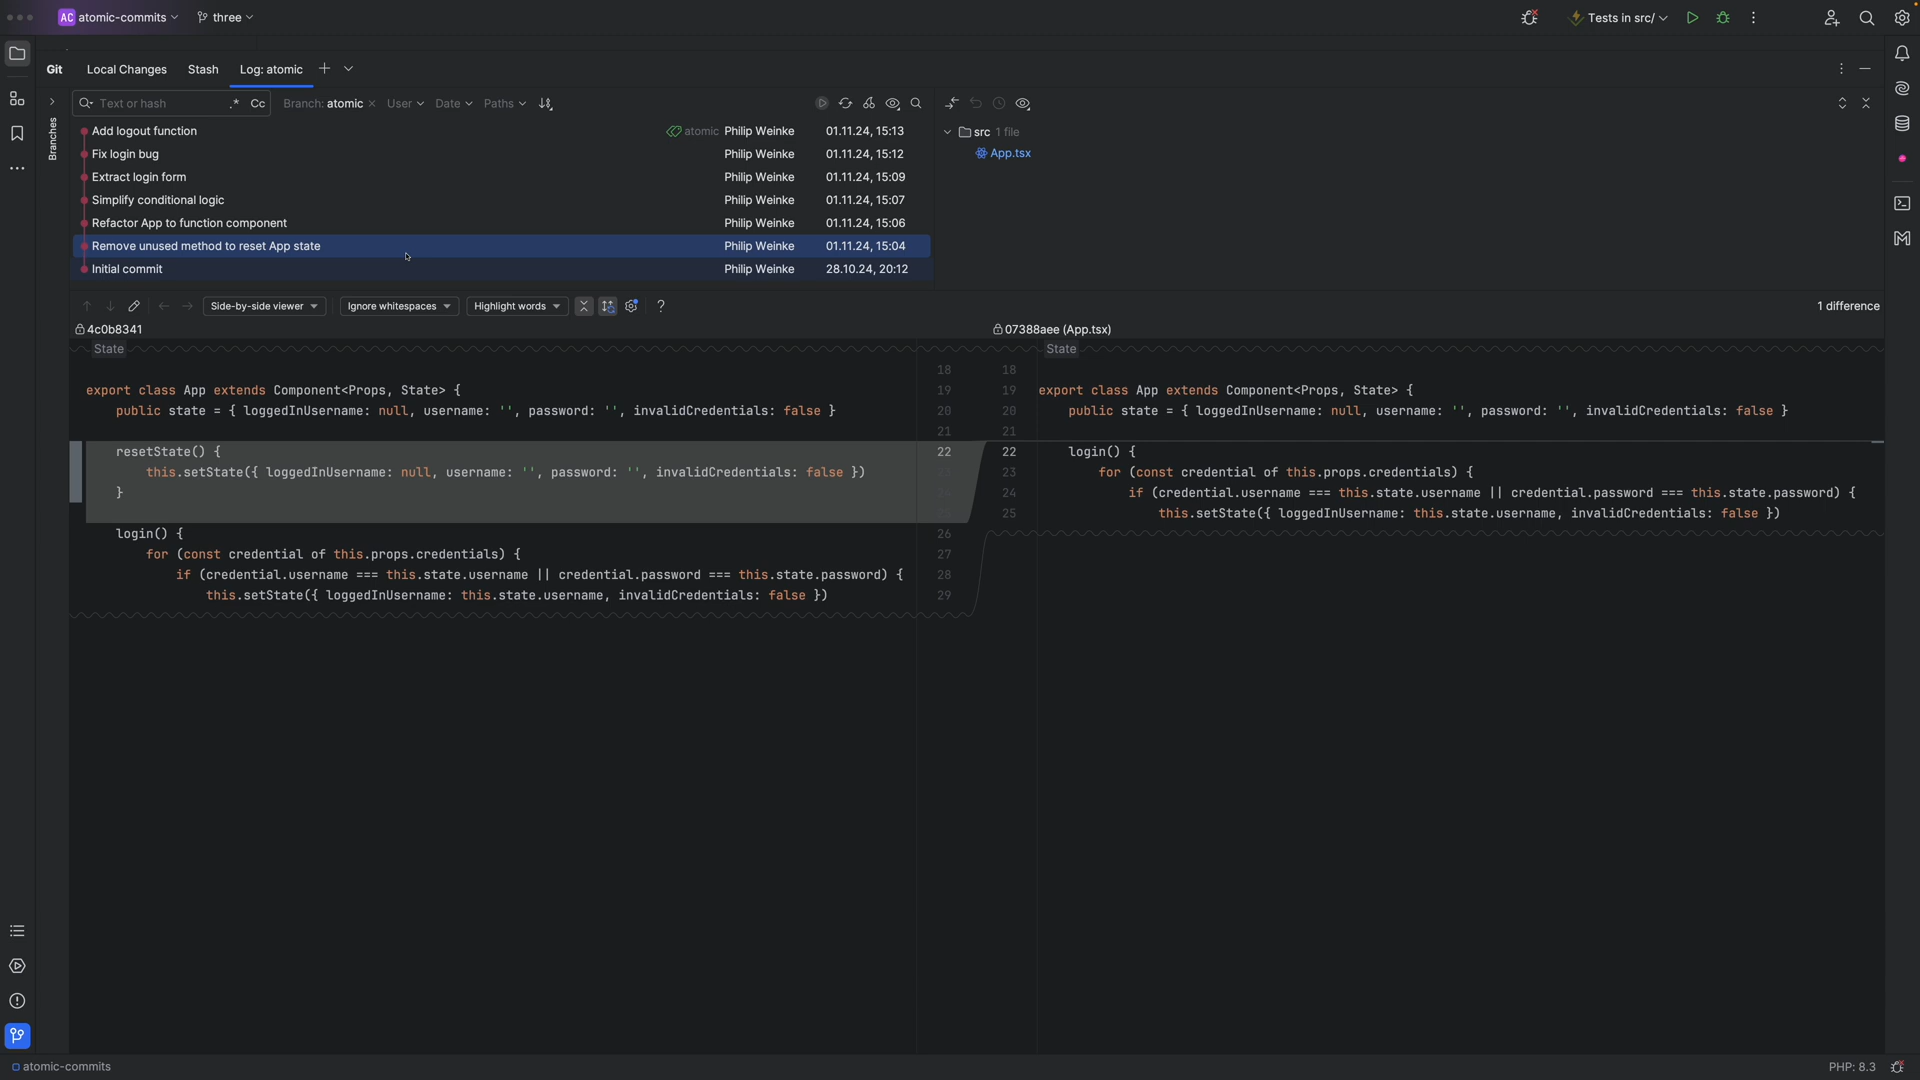 AC atomic-commits three Tests in src/
Git Local Changes Stash Log: atomic
Text or hash .* Cc Branch: atomic User Date Paths
Branches
Add logout function atomic Philip Weinke 01.11.24, 15:13
Fix login bug Philip Weinke 01.11.24, 15:12
Extract login form Philip Weinke 01.11.24, 15:09
Simplify conditional logic Philip Weinke 01.11.24, 15:07
Refactor App to function component Philip Weinke 01.11.24, 15:06
Remove unused method to reset App state Philip Weinke 01.11.24, 15:04
Initial commit Philip Weinke 28.10.24, 20:12
src 1 file
App.tsx
Side-by-side viewer Ignore whitespaces Highlight words ? 1 difference
4c0b8341
State
18
export class App extends Component<Props, State> { 19
public state = { loggedInUsername: null, username: '', password: '', invalidCredentials: false } 20
21
resetState() { 22
this.setState({ loggedInUsername: null, username: '', password: '', invalidCredentials: false })
}
login() { 26
for (const credential of this.props.credentials) { 27
if (credential.username === this.state.username || credential.password === this.state.password) { 28
this.setState({ loggedInUsername: this.state.username, invalidCredentials: false }) 29
07388aee (App.tsx)
State
18
19 export class App extends Component<Props, State> {
20 public state = { loggedInUsername: null, username: '', password: '', invalidCredentials: false }
21
22 login() {
23 for (const credential of this.props.credentials) {
24 if (credential.username === this.state.username || credential.password === this.state.password) {
25 this.setState({ loggedInUsername: this.state.username, invalidCredentials: false })
atomic-commits PHP: 8.3